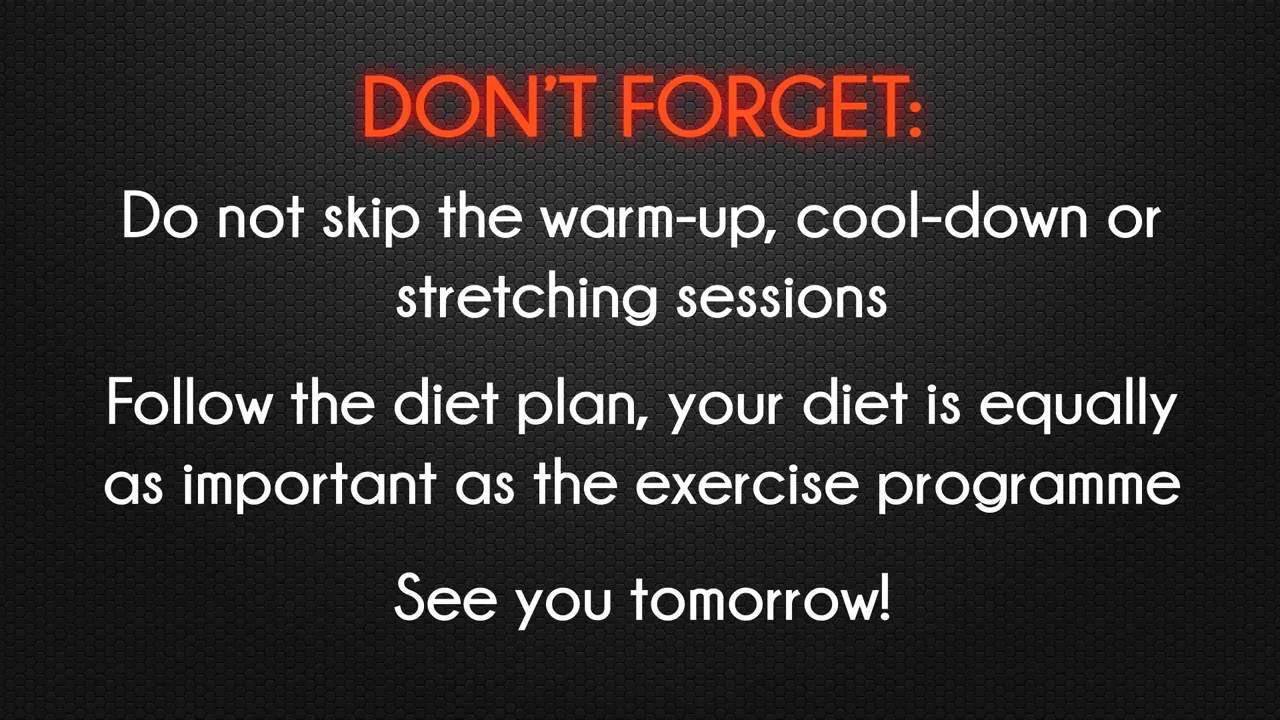 DON'T FORGET:
Do not skip the warm-up, cool-down or
stretching sessions
Follow the diet plan, your diet is equally
as important as the exercise programme
See you tomorrow!